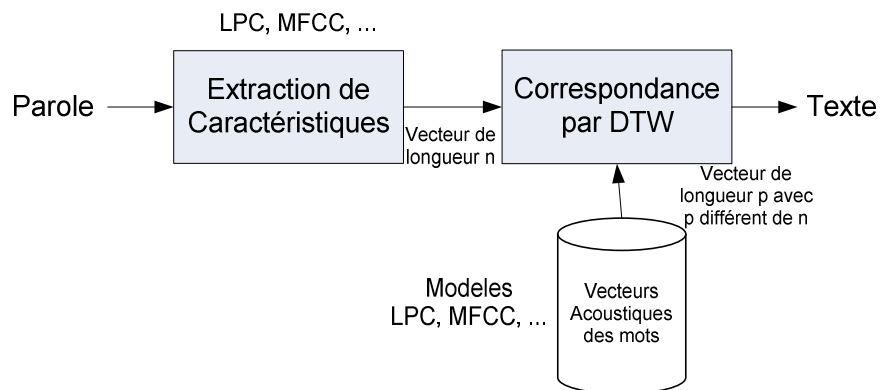 LPC, MFCC, ...
Parole
Extraction de
Caractéristiques
Vecteur de
longueur n
Correspondance
par DTW
Texte
Vecteur de
longueur p avec
p différent de n
Modeles
LPC, MFCC, ...
Vecteurs
Acoustiques
des mots